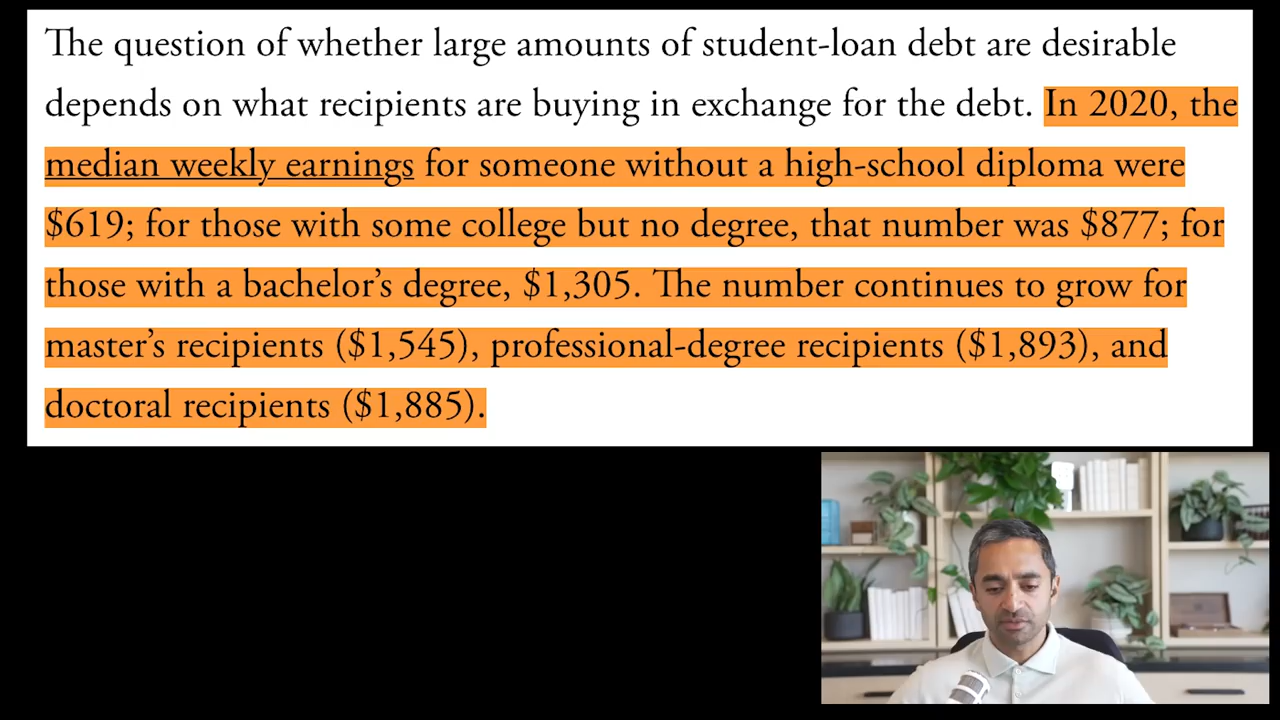 The question of whether large amounts of student-loan debt are desirable
depends on what recipients are buying in exchange for the debt. In 2020, the
median weekly earnings for someone without a high-school diploma were
$619; for those with some college but no degree, that number was $877; for
those with a bachelor’s degree, $1,305. The number continues to grow for
master’s recipients ($1,545), professional-degree recipients ($1,893), and
doctoral recipients ($1,885).